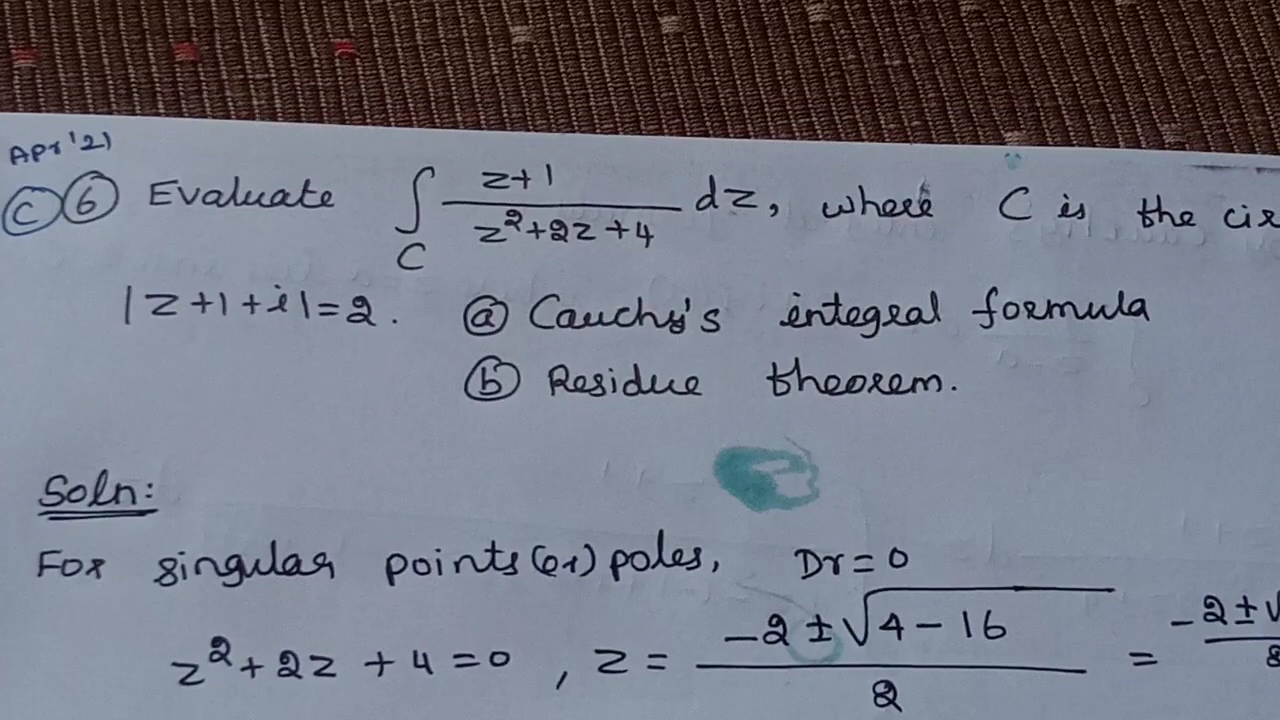 Apr'21
(C) (6) Evaluate ∫_C (z+1)/(z²+2z+4) dz, where C is the
|z+1+i|=2. (a) Cauchy's integral formula
(b) Residue theorem.
Soln:
For singular points (or) poles, Dr=0
z²+2z+4=0, z = (-2±√(4-16))/2 = -2±√